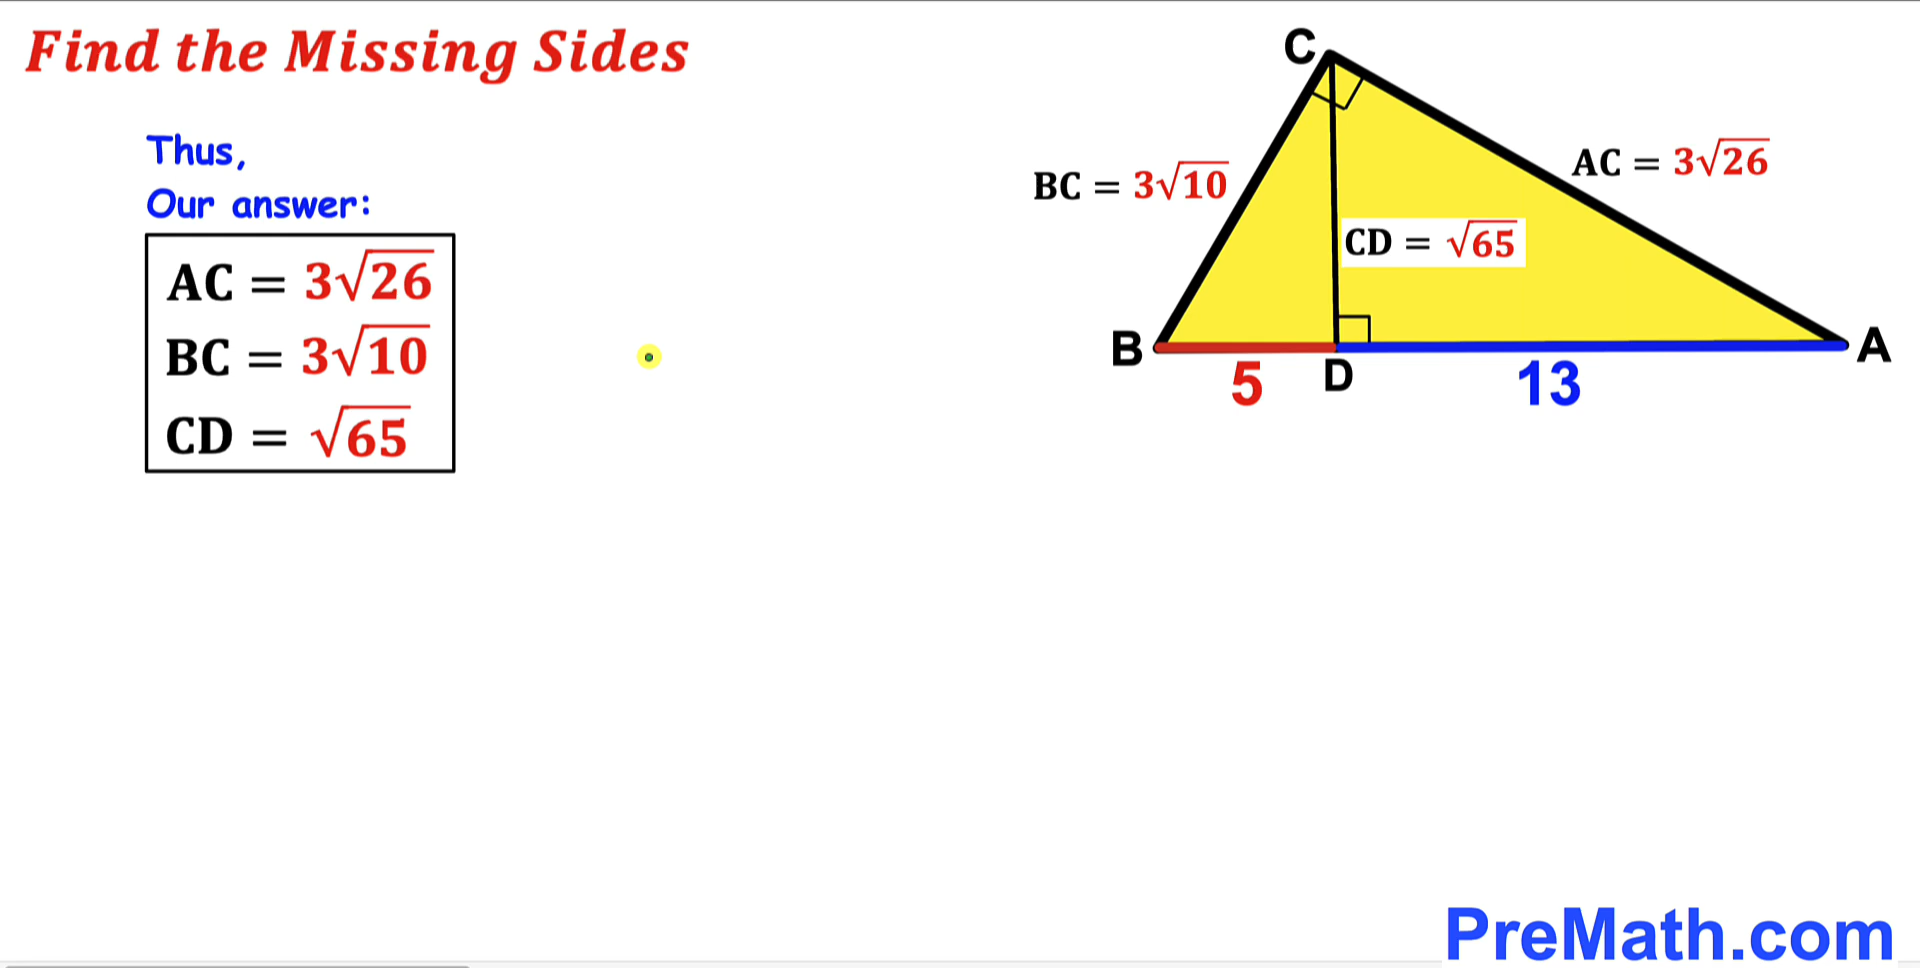 Find the Missing Sides
Thus,
Our answer:
AC = 3√26
BC = 3√10
CD = √65
C
BC = 3√10
AC = 3√26
CD = √65
B
D
A
5
13
PreMath.com